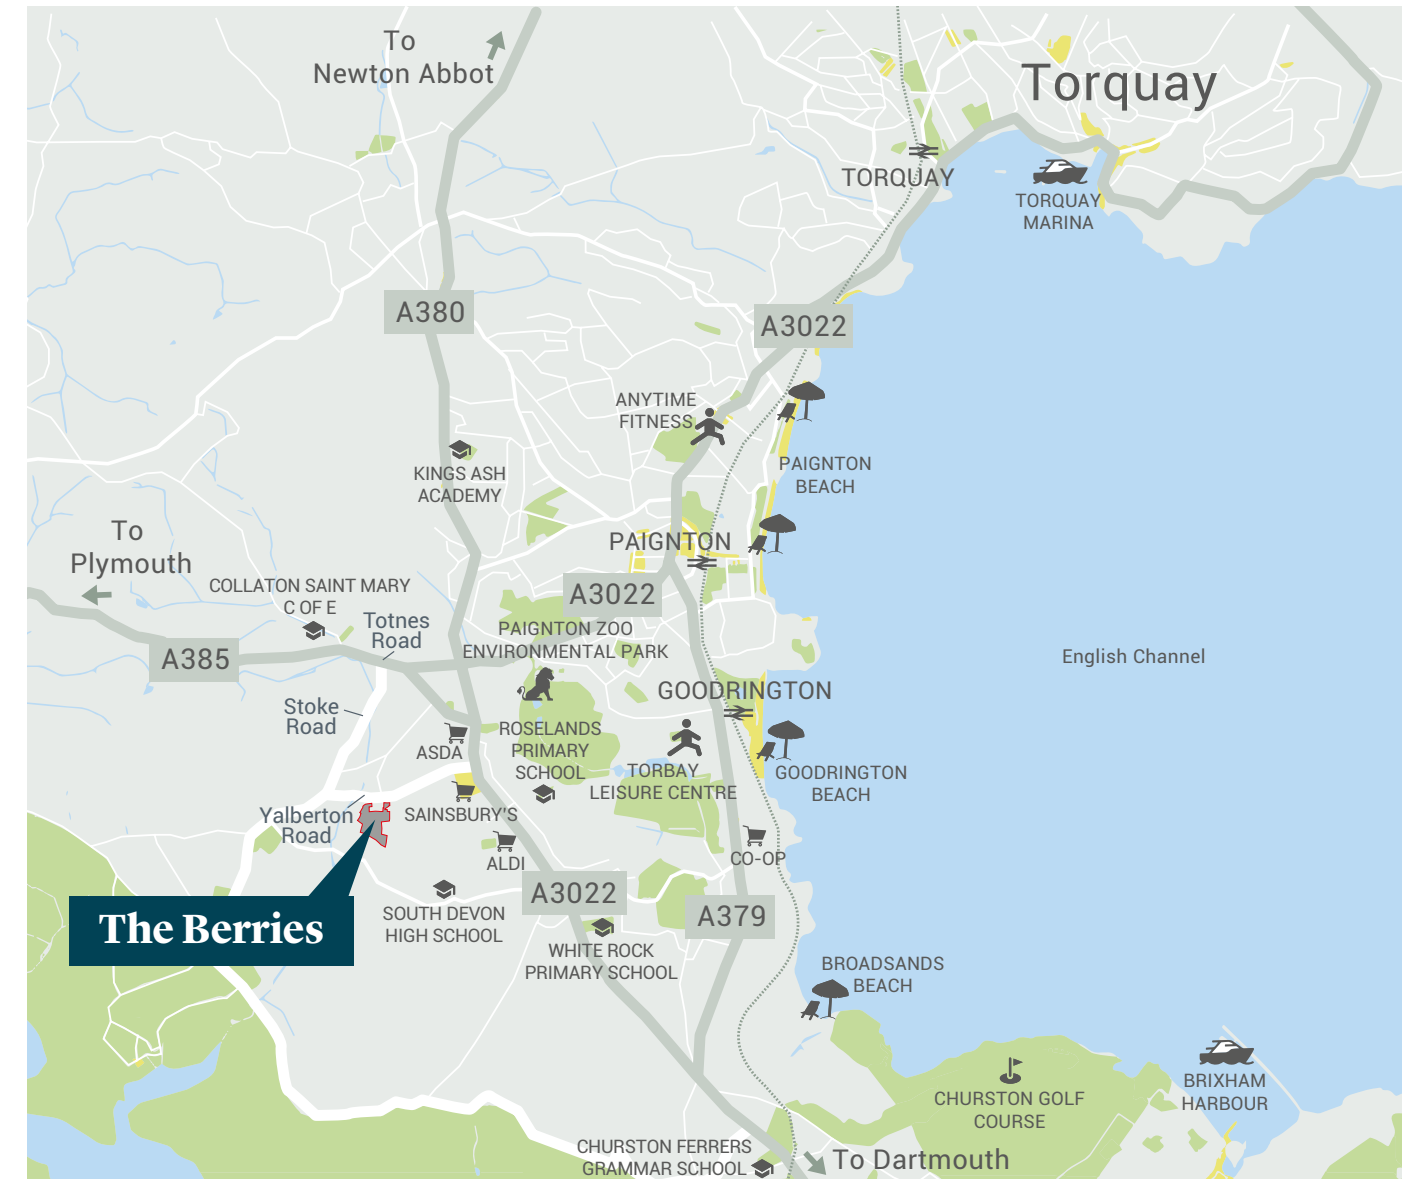 To
Newton Abbot
Torquay
TORQUAY
TORQUAY
MARINA
A380
A3022
ANYTIME
FITNESS
PAIGNTON
BEACH
KINGS ASH
ACADEMY
To
Plymouth
PAIGNTON
COLLATON SAINT MARY
C OF E
A3022
Totnes
Road
PAIGNTON ZOO
ENVIRONMENTAL PARK
A385
English Channel
GOODRINGTON
Stoke
Road
ROSELANDS
PRIMARY
SCHOOL
ASDA
TORBAY
LEISURE CENTRE
GOODRINGTON
BEACH
Yalberton
Road
SAINSBURY'S
ALDI
CO-OP
A3022
A379
The Berries
SOUTH DEVON
HIGH SCHOOL
WHITE ROCK
PRIMARY SCHOOL
BROADSANDS
BEACH
CHURSTON GOLF
COURSE
BRIXHAM
HARBOUR
CHURSTON FERRERS
GRAMMAR SCHOOL
To Dartmouth